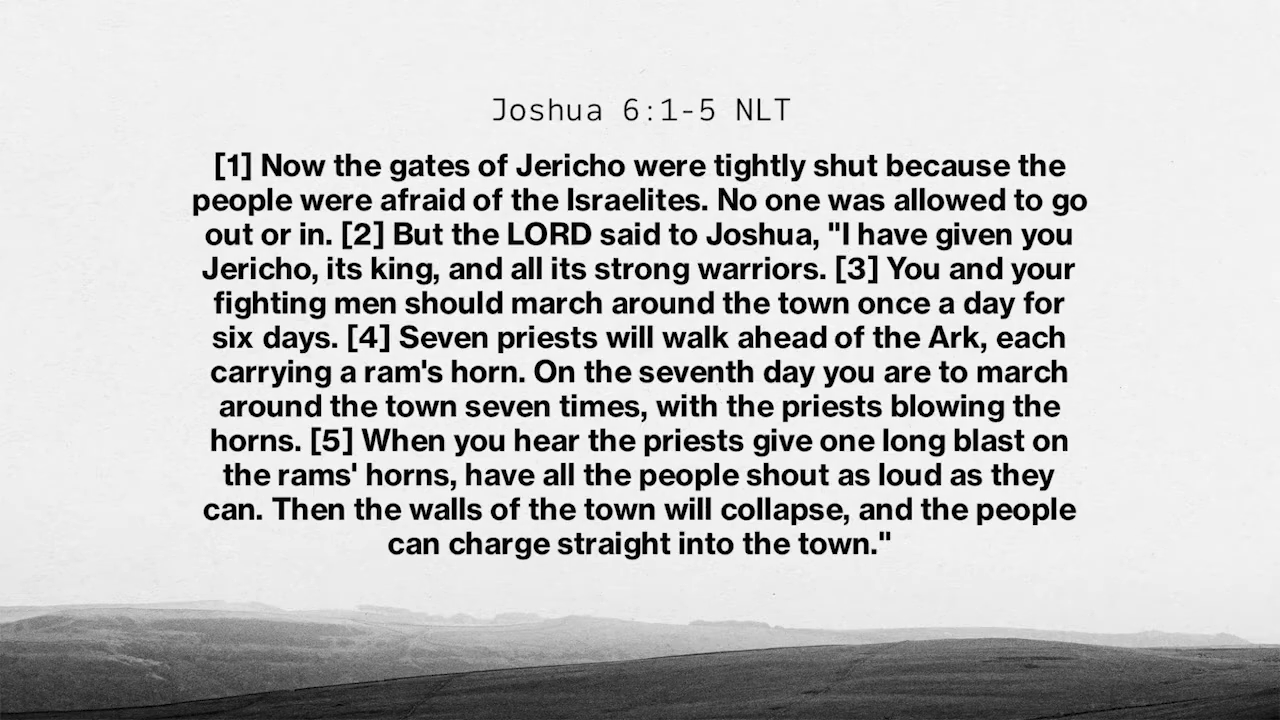 Joshua 6:1-5 NLT
[1] Now the gates of Jericho were tightly shut because the
people were afraid of the Israelites. No one was allowed to go
out or in. [2] But the LORD said to Joshua, "I have given you
Jericho, its king, and all its strong warriors. [3] You and your
fighting men should march around the town once a day for
six days. [4] Seven priests will walk ahead of the Ark, each
carrying a ram's horn. On the seventh day you are to march
around the town seven times, with the priests blowing the
horns. [5] When you hear the priests give one long blast on
the rams' horns, have all the people shout as loud as they
can. Then the walls of the town will collapse, and the people
can charge straight into the town."